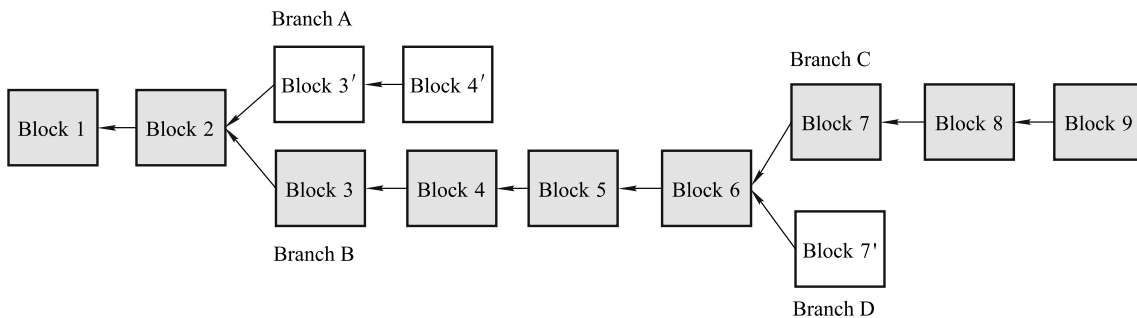 Branch A
Block 3′
Block 4′
Block 1
Block 2
Block 3
Block 4
Block 5
Block 6
Branch B
Branch C
Block 7
Block 8
Block 9
Block 7'
Branch D